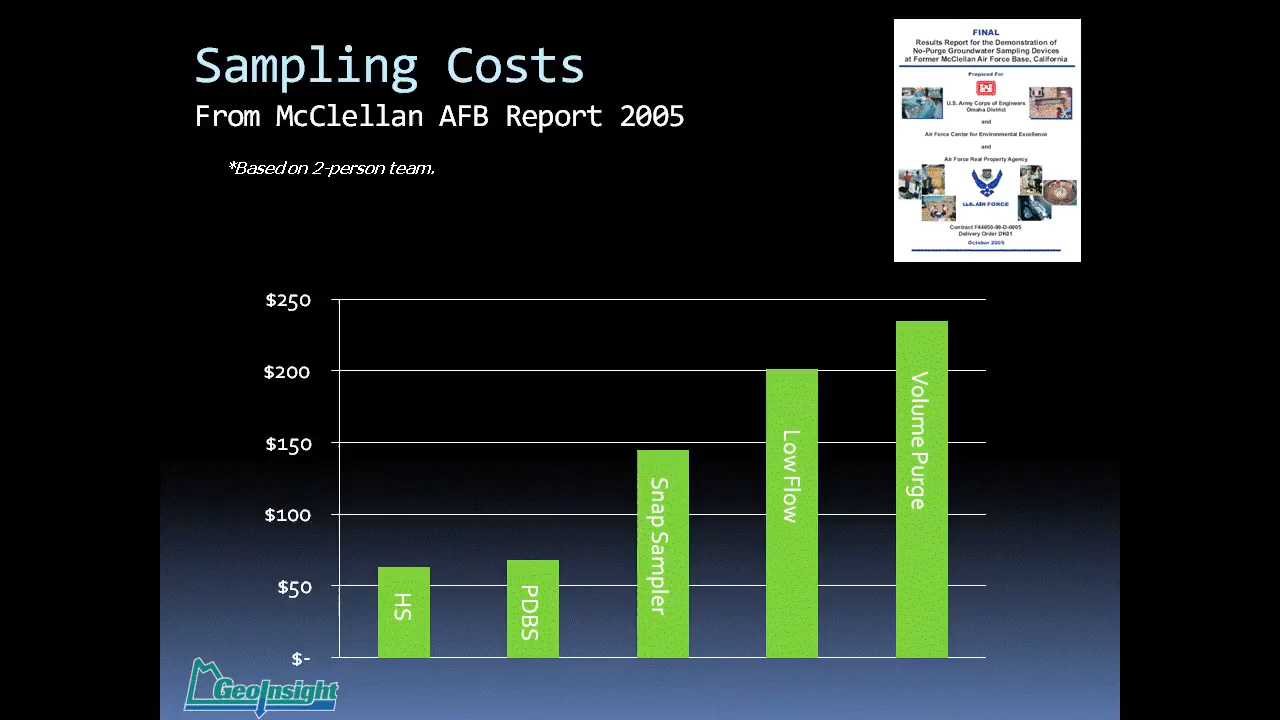 Sampling Costs
From McClellan AFB Report 2005
*Based on 2-person team.
FINAL
Results Report for the Demonstration of
No-Purge Groundwater Sampling Devices
at Former McClellan Air Force Base, California
Prepared For
U.S. Army Corps of Engineers
Omaha District
and
Air Force Center for Environmental Excellence
and
Air Force Real Property Agency
U.S. AIR FORCE
Contract F44650-99-D-0005
Delivery Order DK01
October 2005
$250
$200
$150
$100
$50
$-
HS
PDBS
Snap Sampler
Low Flow
Volume Purge
GeoInsight